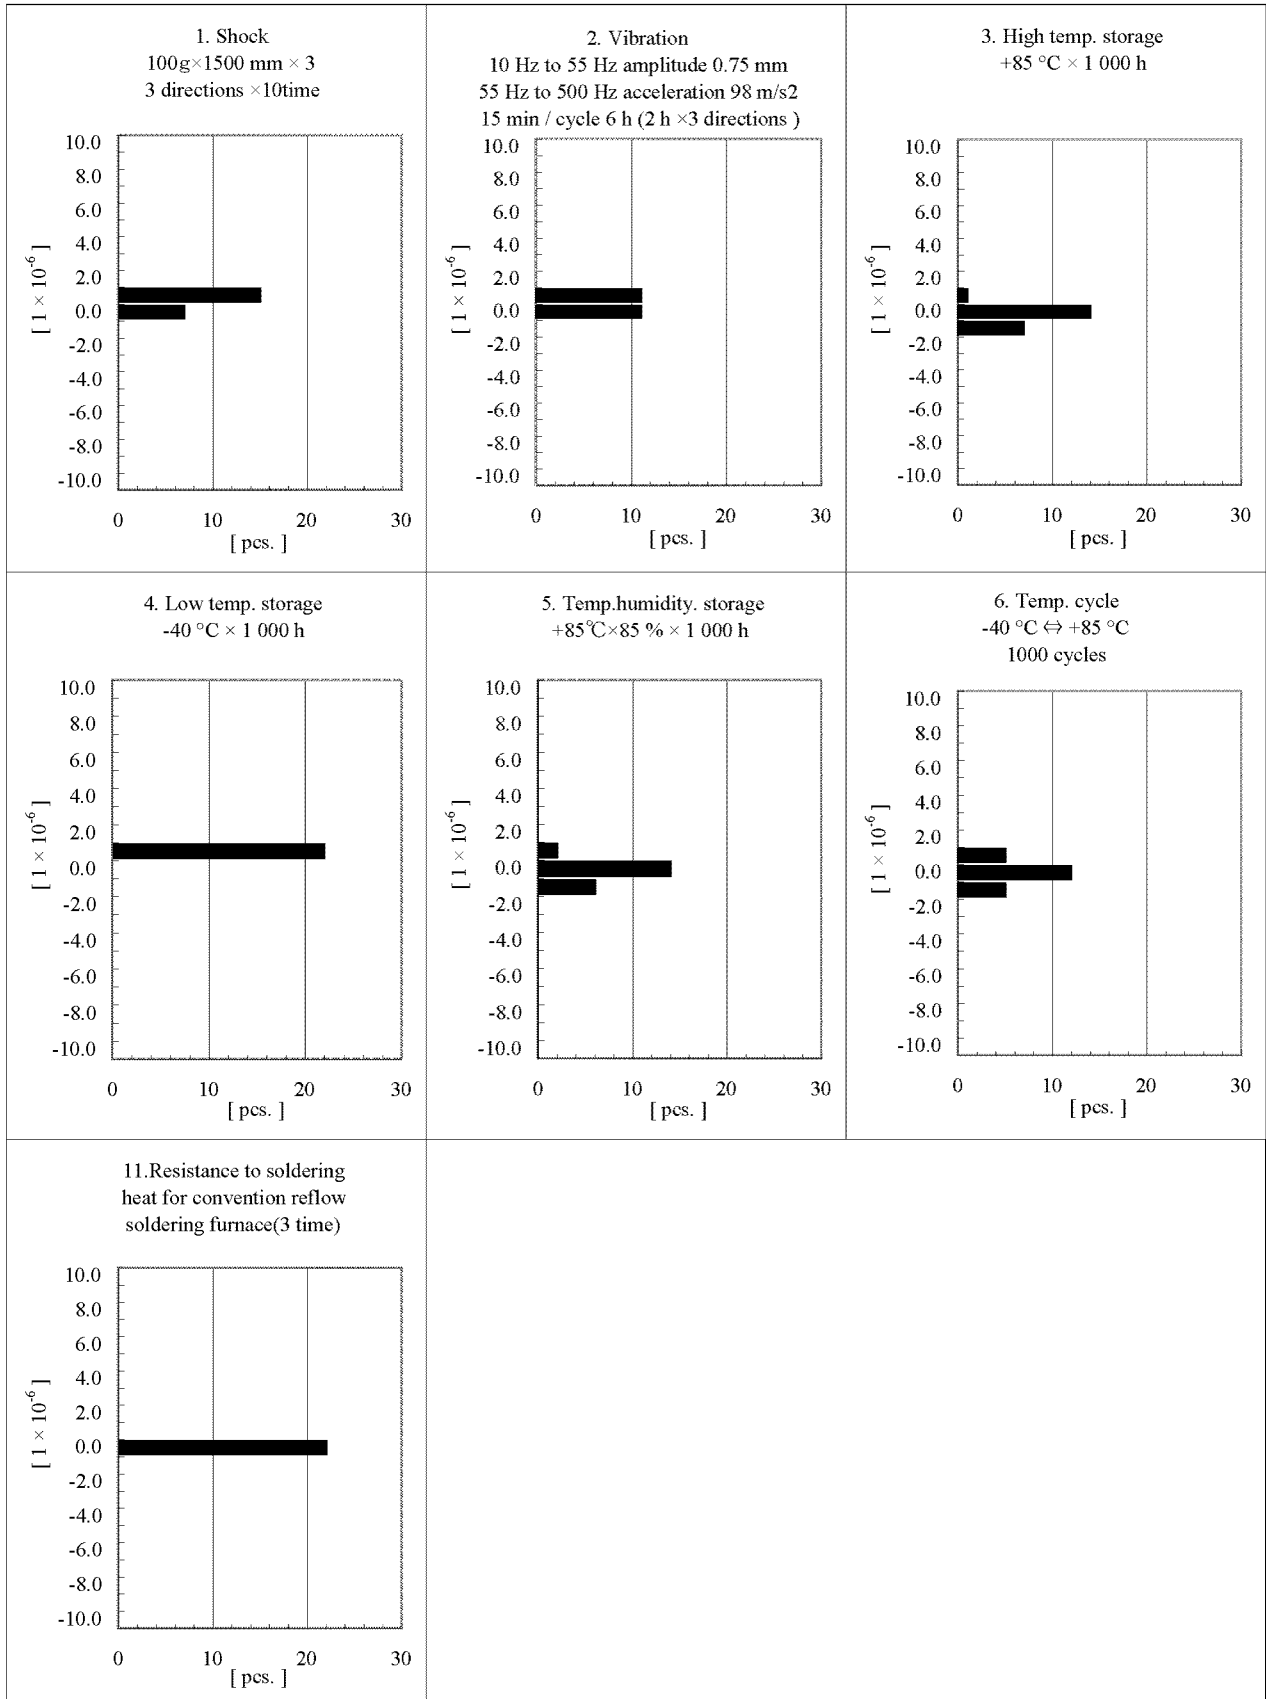 1. Shock
100g×1500 mm × 3
3 directions ×10time
10.0
8.0
6.0
4.0
2.0
0.0
-2.0
-4.0
-6.0
-8.0
-10.0
[ 1 × 10-6 ]
0 10 20 30
[ pcs. ]
2. Vibration
10 Hz to 55 Hz amplitude 0.75 mm
55 Hz to 500 Hz acceleration 98 m/s2
15 min / cycle 6 h (2 h ×3 directions )
10.0
8.0
6.0
4.0
2.0
0.0
-2.0
-4.0
-6.0
-8.0
-10.0
[ 1 × 10-6 ]
0 10 20 30
[ pcs. ]
3. High temp. storage
+85 °C × 1 000 h
10.0
8.0
6.0
4.0
2.0
0.0
-2.0
-4.0
-6.0
-8.0
-10.0
[ 1 × 10-6 ]
0 10 20 30
[ pcs. ]
4. Low temp. storage
-40 °C × 1 000 h
10.0
8.0
6.0
4.0
2.0
0.0
-2.0
-4.0
-6.0
-8.0
-10.0
[ 1 × 10-6 ]
0 10 20 30
[ pcs. ]
5. Temp.humidity. storage
+85℃×85 % × 1 000 h
10.0
8.0
6.0
4.0
2.0
0.0
-2.0
-4.0
-6.0
-8.0
-10.0
[ 1 × 10-6 ]
0 10 20 30
[ pcs. ]
6. Temp. cycle
-40 °C ⇔ +85 °C
1000 cycles
10.0
8.0
6.0
4.0
2.0
0.0
-2.0
-4.0
-6.0
-8.0
-10.0
[ 1 × 10-6 ]
0 10 20 30
[ pcs. ]
11.Resistance to soldering
heat for convention reflow
soldering furnace(3 time)
10.0
8.0
6.0
4.0
2.0
0.0
-2.0
-4.0
-6.0
-8.0
-10.0
[ 1 × 10-6 ]
0 10 20 30
[ pcs. ]